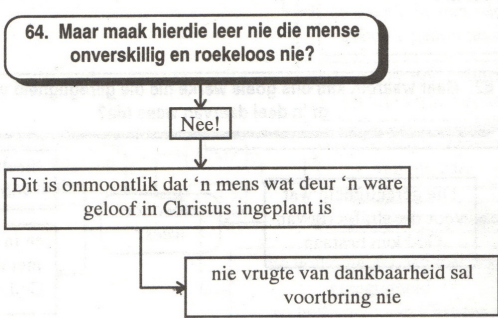 64. Maar maak hierdie leer nie die mense
onverskillig en roekeloos nie?
Nee!
Dit is onmoontlik dat 'n mens wat deur 'n ware
geloof in Christus ingeplant is
nie vrugte van dankbaarheid sal
voortbring nie